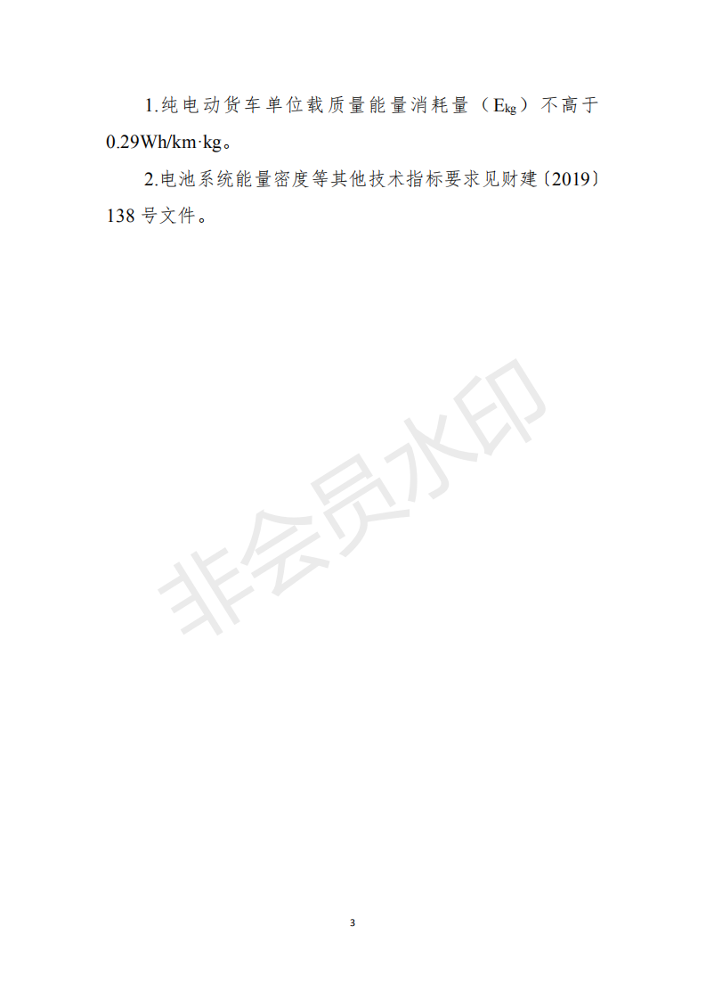 1.纯电动货车单位载质量能量消耗量（Ekg）不高于
0.29Wh/km·kg。
2.电池系统能量密度等其他技术指标要求见财建〔2019〕
138 号文件。
非会员水印
3